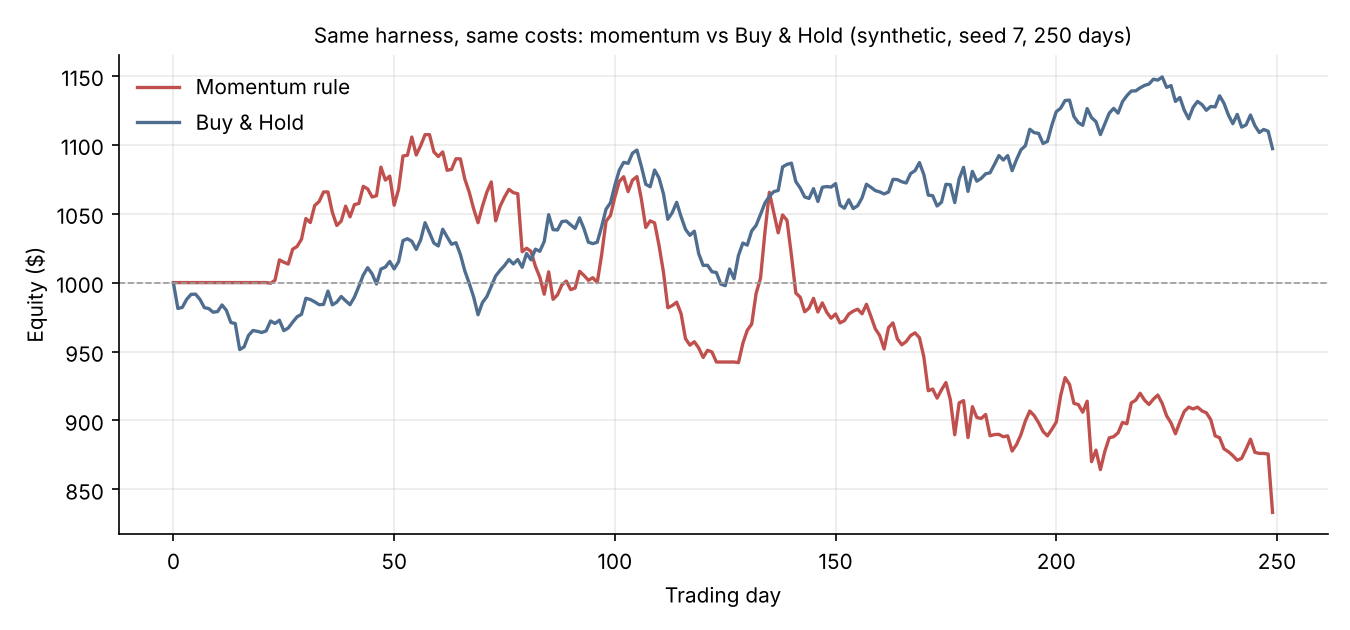 Same harness, same costs: momentum vs Buy & Hold (synthetic, seed 7, 250 days)
Momentum rule
Buy & Hold
Equity ($)
1150
1100
1050
1000
950
900
850
0 50 100 150 200 250
Trading day